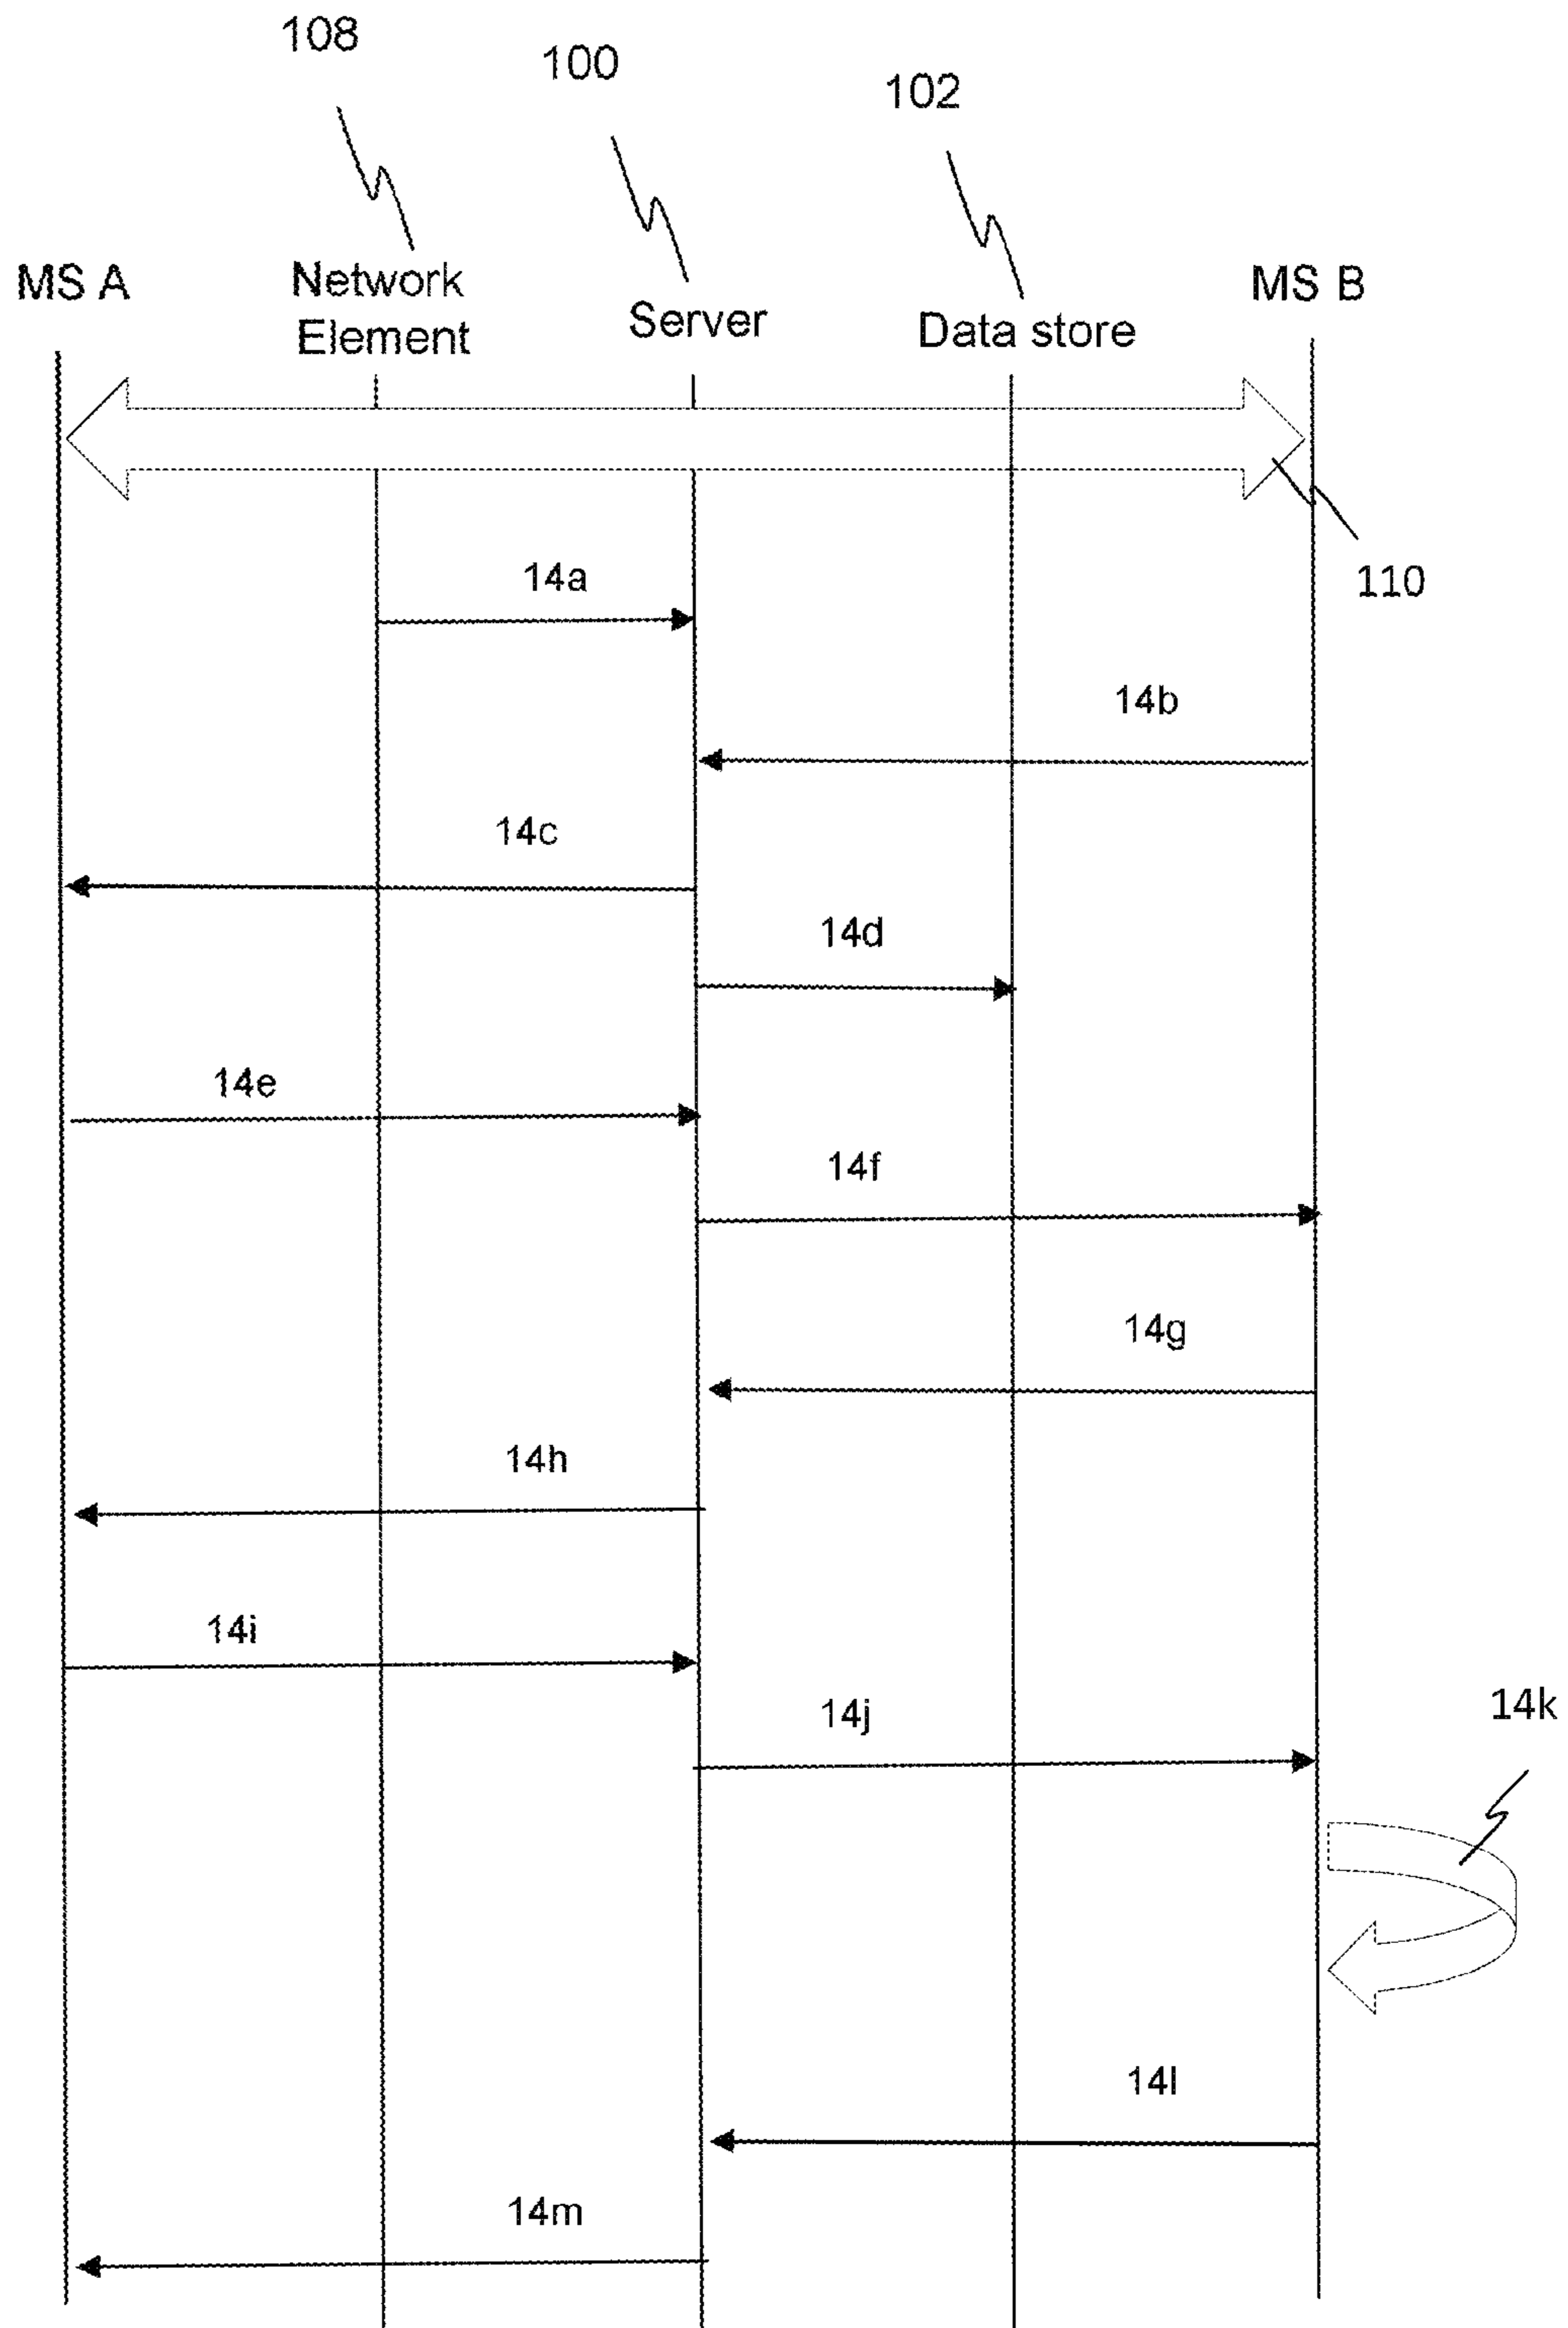 108
100
102
MS A
Network
Element
Server
Data store
MS B
14a
110
14b
14c
14d
14e
14f
14g
14h
14i
14j
14k
14l
14m